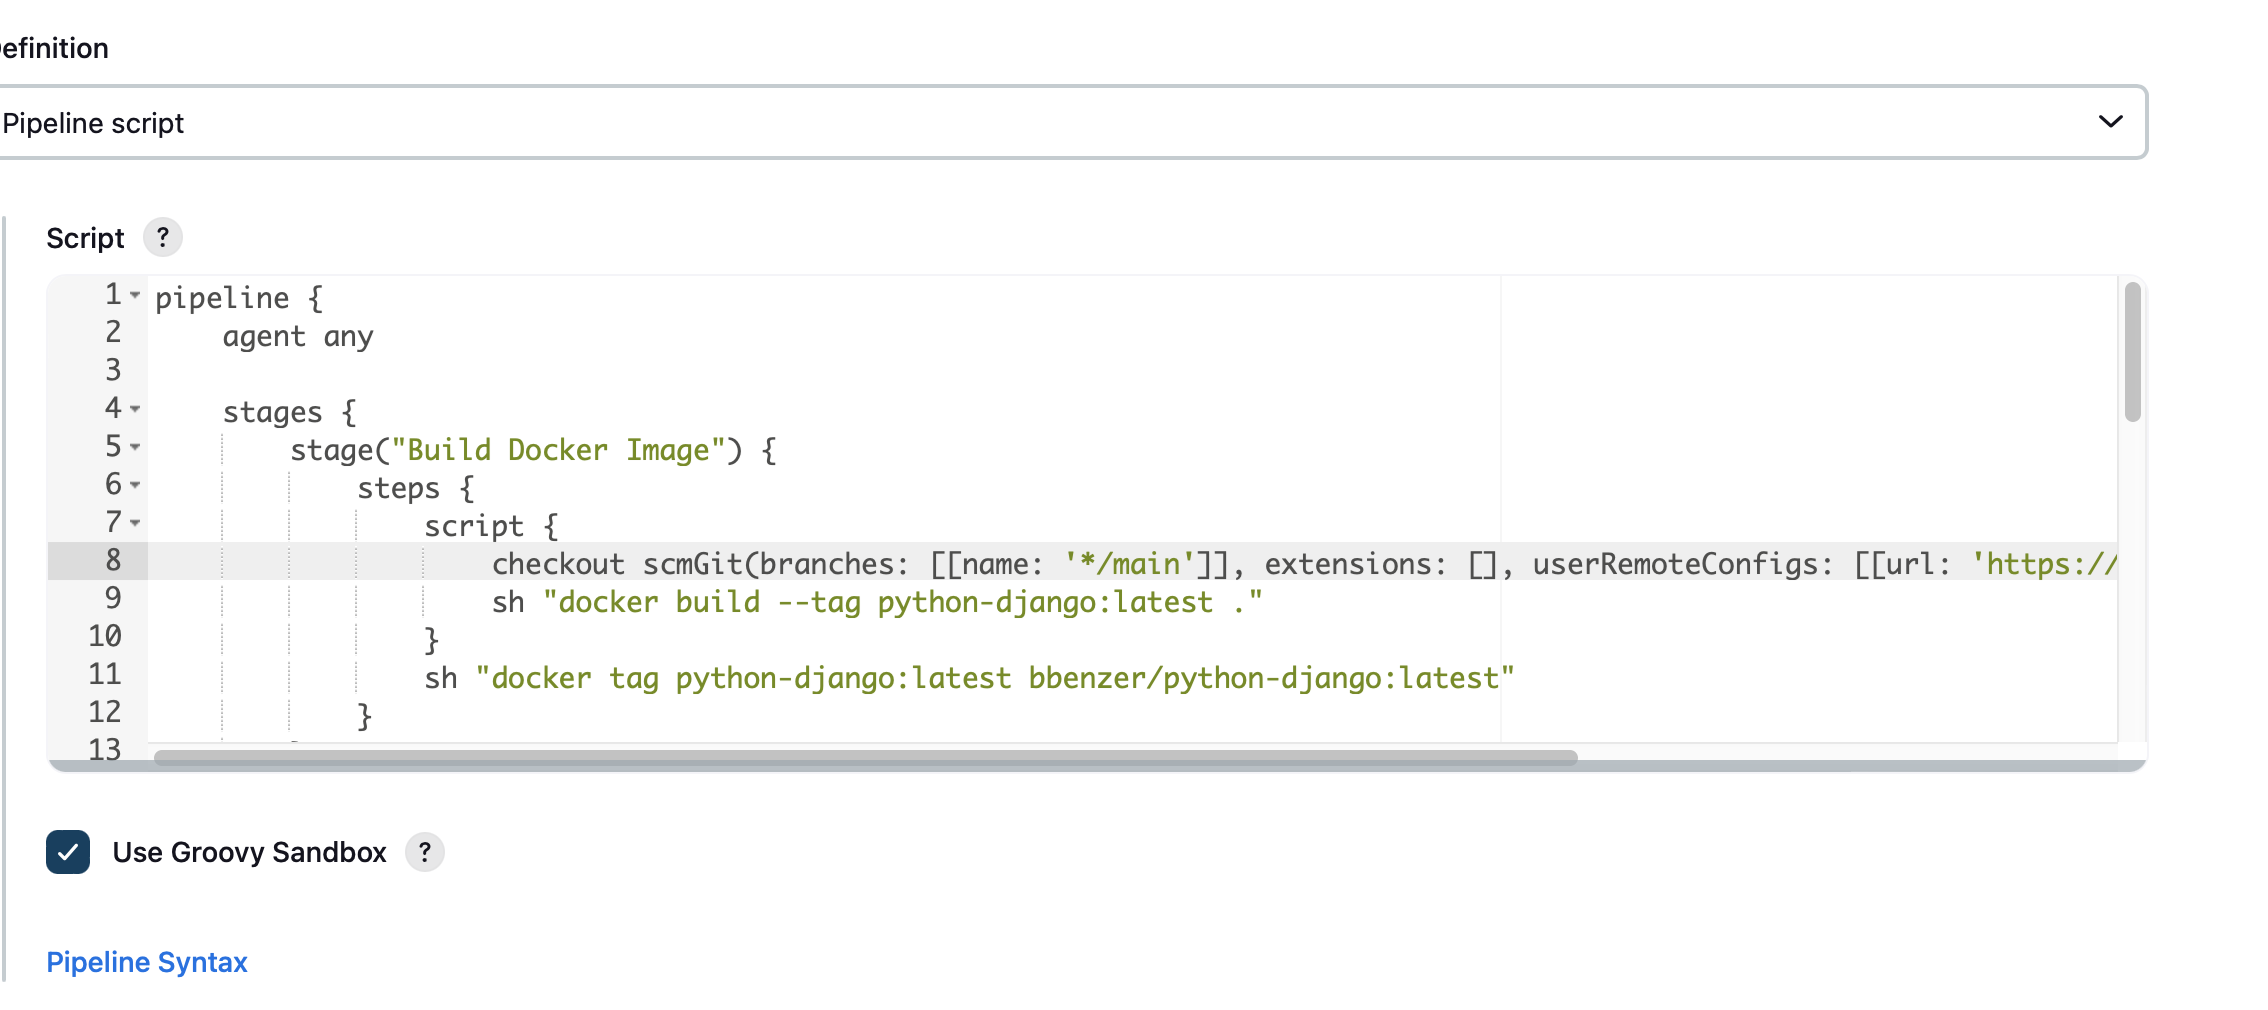 efinition
Pipeline script
Script ?
1 pipeline {
2 agent any
3
4 stages {
5 stage("Build Docker Image") {
6 steps {
7 script {
8 checkout scmGit(branches: [[name: '*/main']], extensions: [], userRemoteConfigs: [[url: 'https://
9 sh "docker build --tag python-django:latest ."
10 }
11 sh "docker tag python-django:latest bbenzer/python-django:latest"
12 }
13
Use Groovy Sandbox ?
Pipeline Syntax